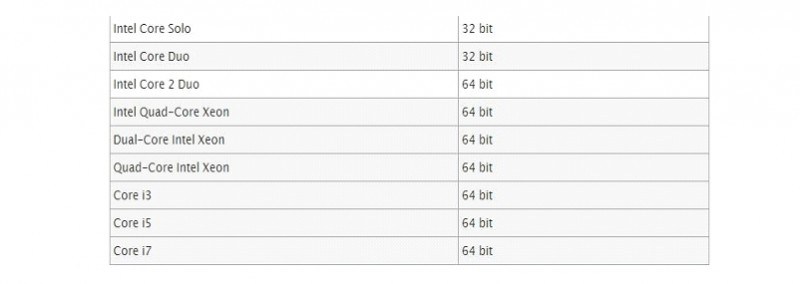 Intel Core Solo 32 bit
Intel Core Duo 32 bit
Intel Core 2 Duo 64 bit
Intel Quad-Core Xeon 64 bit
Dual-Core Intel Xeon 64 bit
Quad-Core Intel Xeon 64 bit
Core i3 64 bit
Core i5 64 bit
Core i7 64 bit